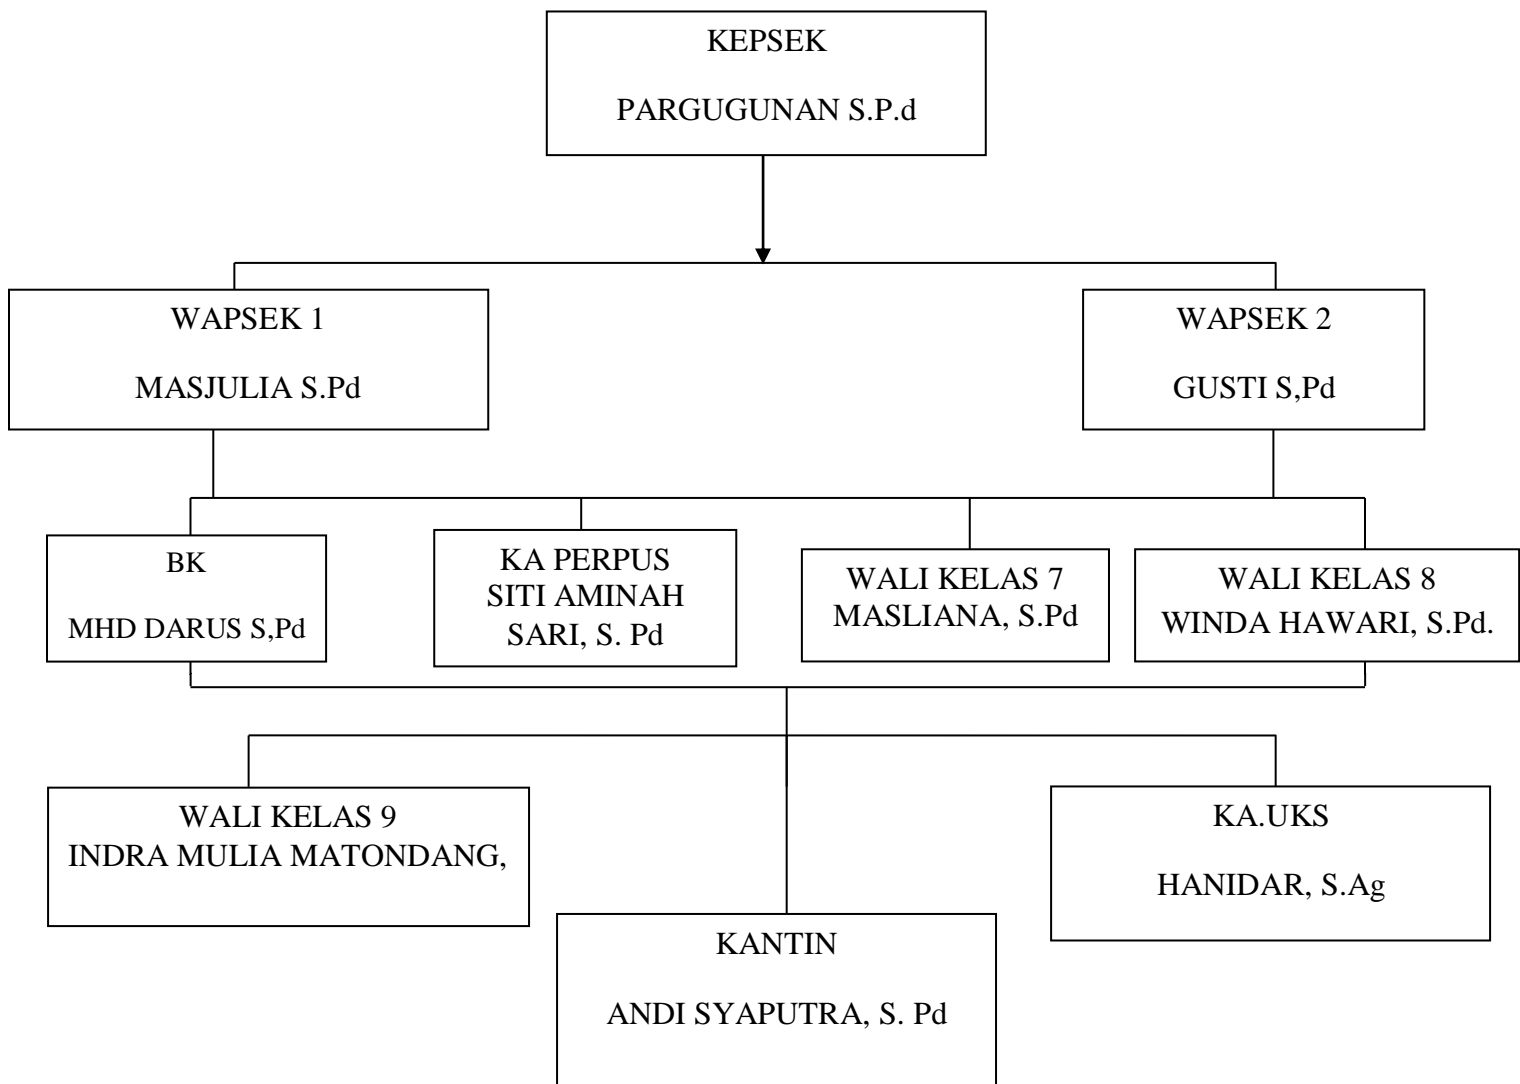 KEPSEK
PARGUGUNAN S.P.d
WAPSEK 1
MASJULIA S.Pd
WAPSEK 2
GUSTI S,Pd
BK
MHD DARUS S,Pd
KA PERPUS
SITI AMINAH
SARI, S. Pd
WALI KELAS 7
MASLIANA, S.Pd
WALI KELAS 8
WINDA HAWARI, S.Pd.
WALI KELAS 9
INDRA MULIA MATONDANG,
KANTIN
ANDI SYAPUTRA, S. Pd
KA.UKS
HANIDAR, S.Ag